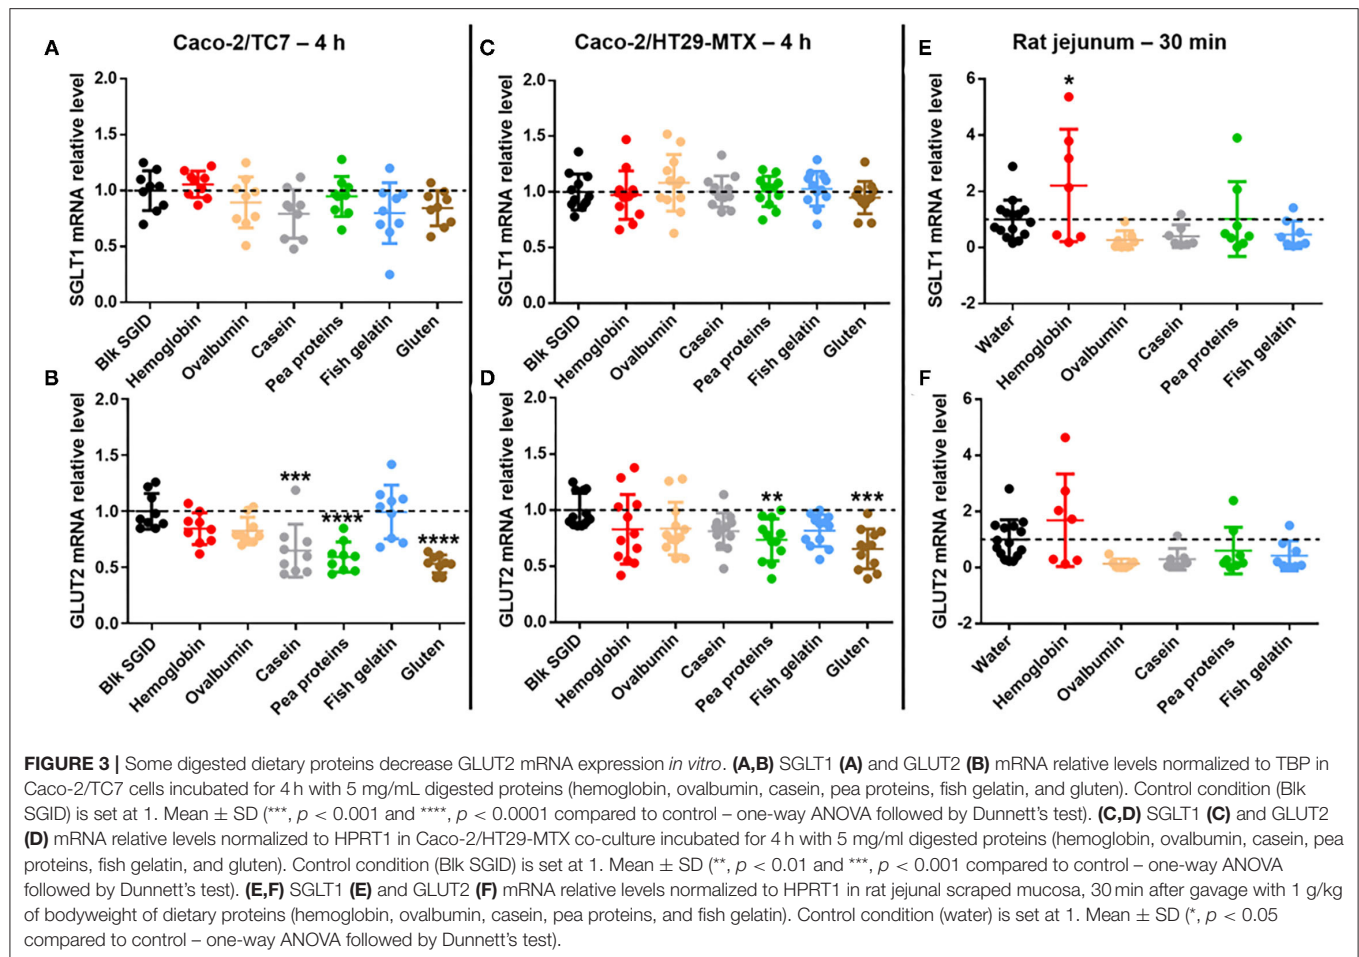 Caco-2/TC7 – 4 h
A
SGLT1 mRNA relative level
2.0
1.5
1.0
0.5
0.0
Blk SGID
Hemoglobin
Ovalbumin
Casein
Pea proteins
Fish gelatin
Gluten
B
GLUT2 mRNA relative level
2.0
1.5
1.0
0.5
0.0
***
****
****
Blk SGID
Hemoglobin
Ovalbumin
Casein
Pea proteins
Fish gelatin
Gluten
Caco-2/HT29-MTX – 4 h
C
SGLT1 mRNA relative level
2.0
1.5
1.0
0.5
0.0
Blk SGID
Hemoglobin
Ovalbumin
Casein
Pea proteins
Fish gelatin
Gluten
D
GLUT2 mRNA relative level
2.0
1.5
1.0
0.5
0.0
**
***
Blk SGID
Hemoglobin
Ovalbumin
Casein
Pea proteins
Fish gelatin
Gluten
Rat jejunum – 30 min
E
SGLT1 mRNA relative level
6
4
2
0
-2
*
Water
Hemoglobin
Ovalbumin
Casein
Pea proteins
Fish gelatin
F
GLUT2 mRNA relative level
6
4
2
0
-2
Water
Hemoglobin
Ovalbumin
Casein
Pea proteins
Fish gelatin
FIGURE 3 | Some digested dietary proteins decrease GLUT2 mRNA expression in vitro. (A,B) SGLT1 (A) and GLUT2 (B) mRNA relative levels normalized to TBP in
Caco-2/TC7 cells incubated for 4 h with 5 mg/mL digested proteins (hemoglobin, ovalbumin, casein, pea proteins, fish gelatin, and gluten). Control condition (Blk
SGID) is set at 1. Mean ± SD (***, p < 0.001 and ****, p < 0.0001 compared to control – one-way ANOVA followed by Dunnett's test). (C,D) SGLT1 (C) and GLUT2
(D) mRNA relative levels normalized to HPRT1 in Caco-2/HT29-MTX co-culture incubated for 4 h with 5 mg/ml digested proteins (hemoglobin, ovalbumin, casein, pea
proteins, fish gelatin, and gluten). Control condition (Blk SGID) is set at 1. Mean ± SD (**, p < 0.01 and ***, p < 0.001 compared to control – one-way ANOVA
followed by Dunnett's test). (E,F) SGLT1 (E) and GLUT2 (F) mRNA relative levels normalized to HPRT1 in rat jejunal scraped mucosa, 30 min after gavage with 1 g/kg
of bodyweight of dietary proteins (hemoglobin, ovalbumin, casein, pea proteins, and fish gelatin). Control condition (water) is set at 1. Mean ± SD (*, p < 0.05
compared to control – one-way ANOVA followed by Dunnett's test).